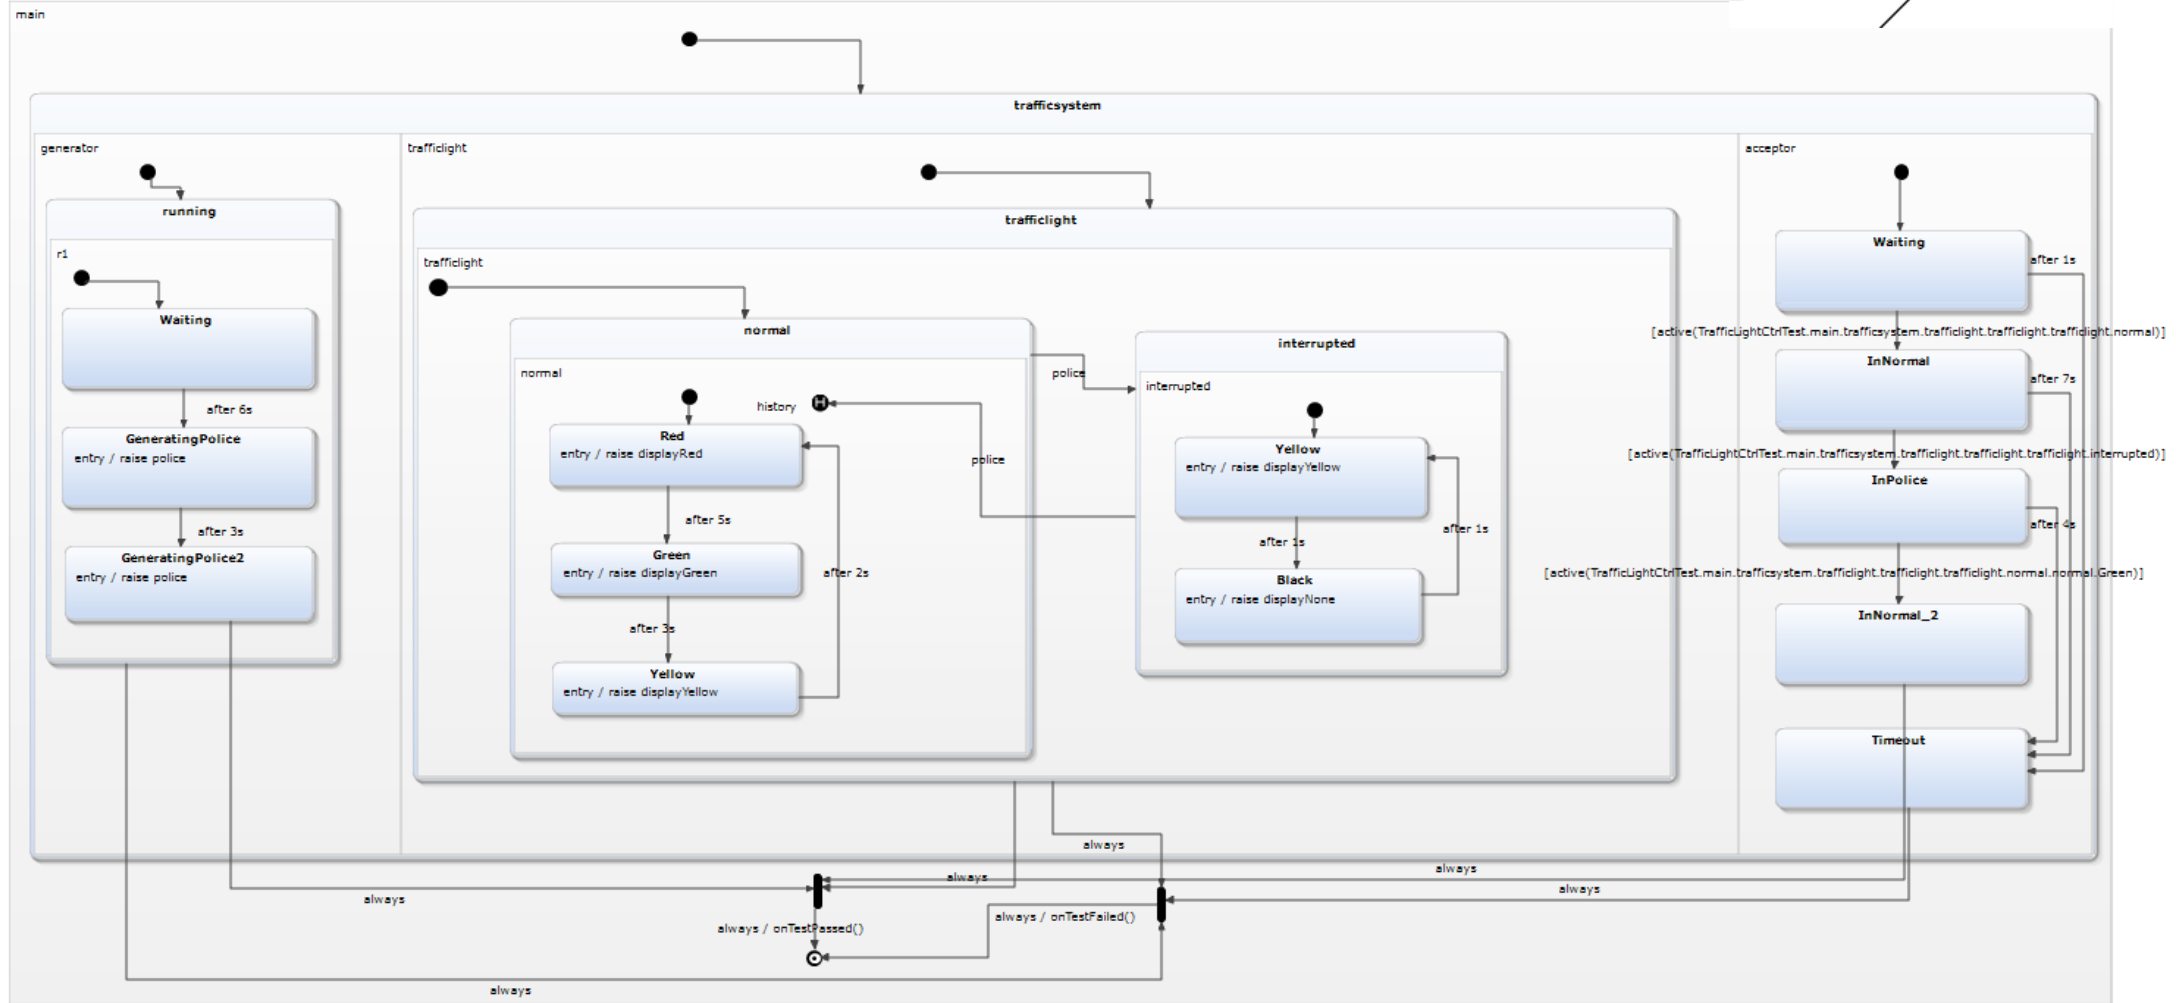 main
trafficsystem
generator
trafficlight
acceptor
running
trafficlight
Waiting
r1
trafficlight
after 1s
Waiting
normal
interrupted
[active(TrafficLightCtrlTest.main.trafficsystem.trafficlight.trafficlight.trafficlight.normal)]
InNormal
normal
police
interrupted
after 7s
after 6s
history
H
GeneratingPolice
entry / raise police
Red
entry / raise displayRed
police
Yellow
entry / raise displayYellow
[active(TrafficLightCtrlTest.main.trafficsystem.trafficlight.trafficlight.trafficlight.interrupted)]
InPolice
after 3s
after 5s
after 1s
after 1s
after 4s
GeneratingPolice2
entry / raise police
Green
entry / raise displayGreen
after 2s
Black
entry / raise displayNone
[active(TrafficLightCtrlTest.main.trafficsystem.trafficlight.trafficlight.trafficlight.normal.normal.Green)]
InNormal_2
after 3s
Yellow
entry / raise displayYellow
Timeout
always
always
always
always
always
always / onTestFailed()
always / onTestPassed()
always